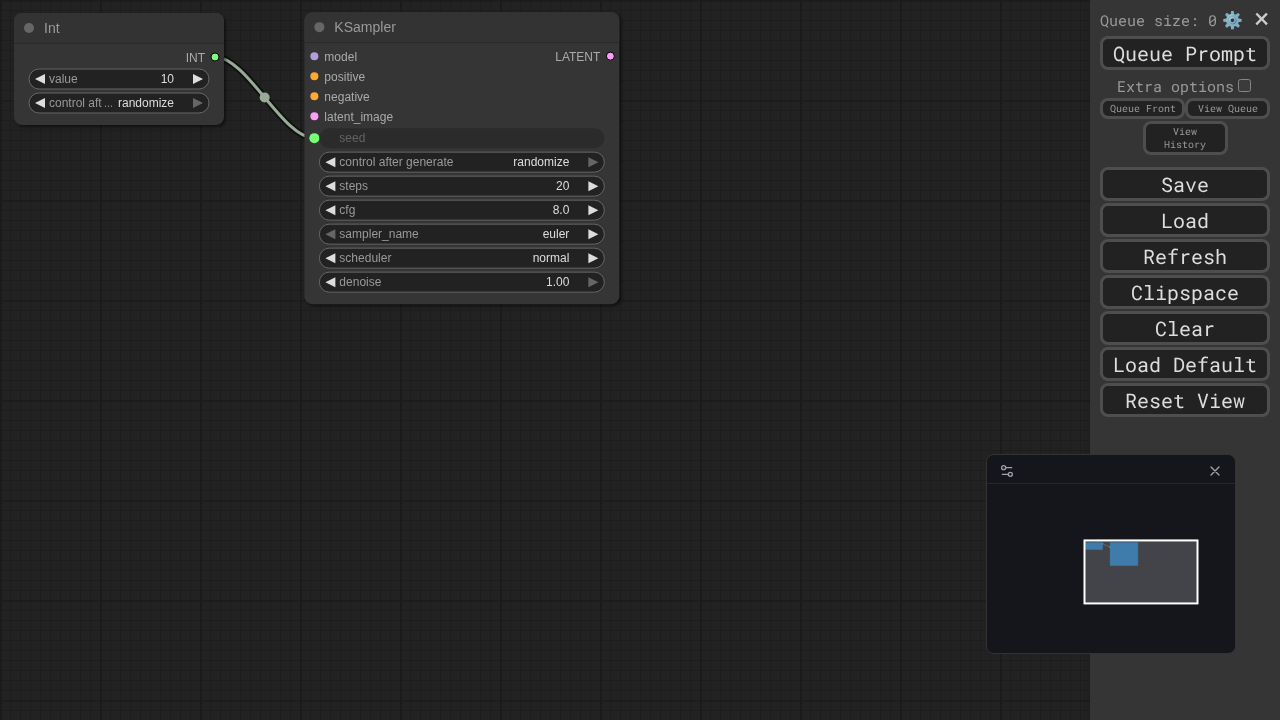 Int
INT
value 10
control aft ... randomize
KSampler
model LATENT
positive
negative
latent_image
seed
control after generate randomize
steps 20
cfg 8.0
sampler_name euler
scheduler normal
denoise 1.00
Queue size: 0
Queue Prompt
Extra options
Queue Front View Queue
View
History
Save
Load
Refresh
Clipspace
Clear
Load Default
Reset View